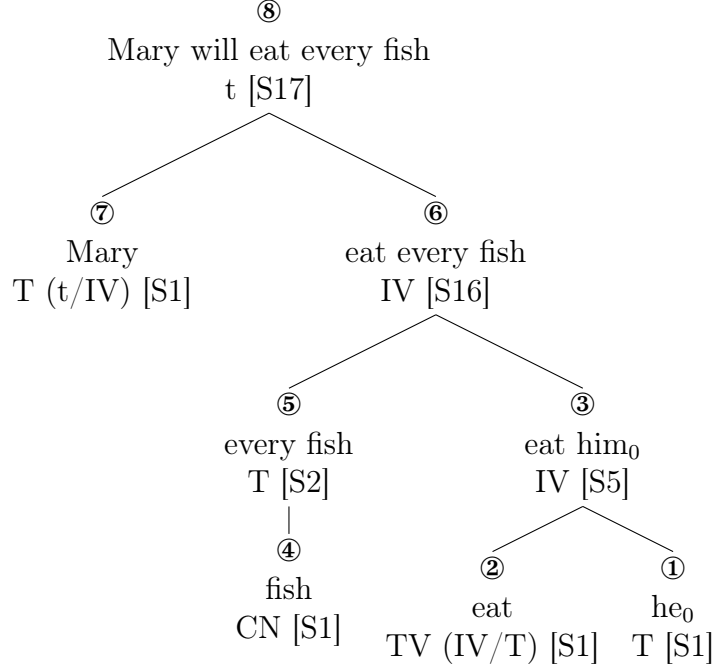 ⑧
Mary will eat every fish
t [S17]
⑦
Mary
T (t/IV) [S1]
⑥
eat every fish
IV [S16]
⑤
every fish
T [S2]
③
eat him₀
IV [S5]
④
fish
CN [S1]
②
eat
TV (IV/T) [S1]
①
he₀
T [S1]